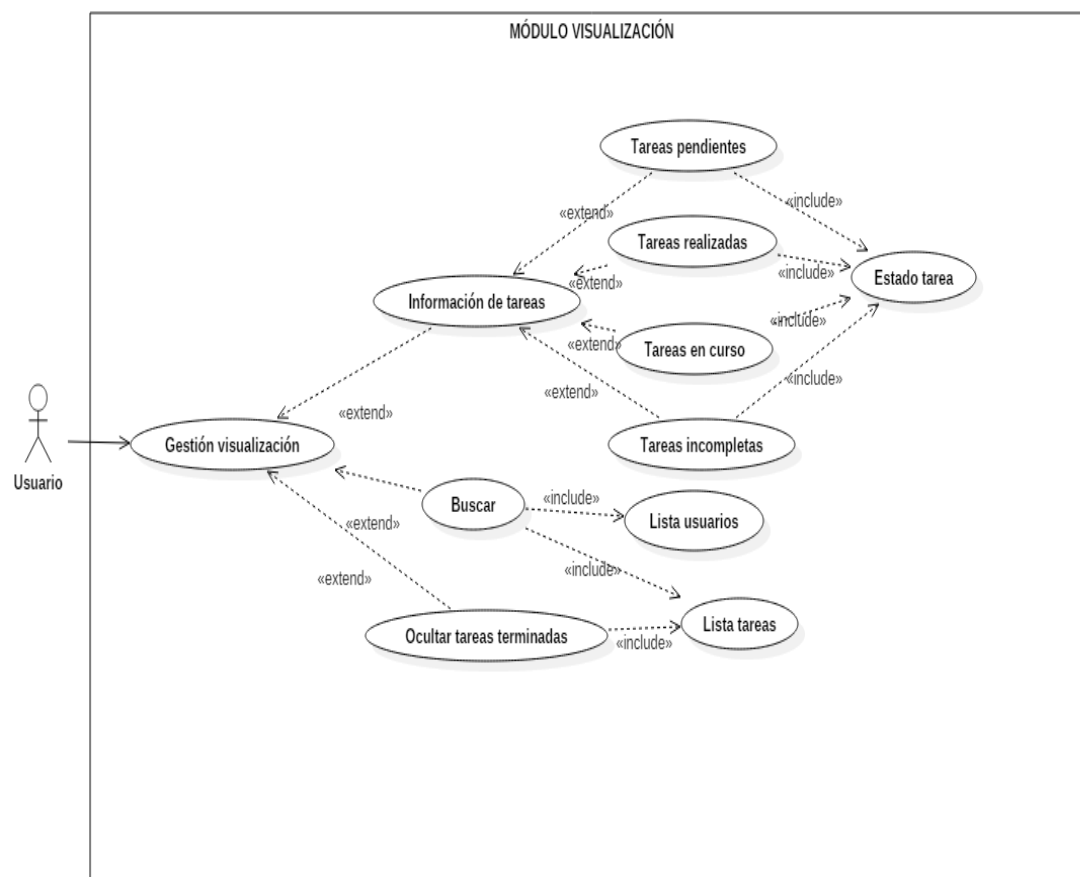 MÓDULO VISUALIZACIÓN
Tareas pendientes
«include»
«extend»
Tareas realizadas
«include»
Estado tarea
«extend»
Información de tareas
«include»
«extend»
Tareas en curso
«include»
«extend»
«extend»
Tareas incompletas
Gestión visualización
Usuario
«include»
Buscar
Lista usuarios
«extend»
«include»
«extend»
Lista tareas
Ocultar tareas terminadas
«include»